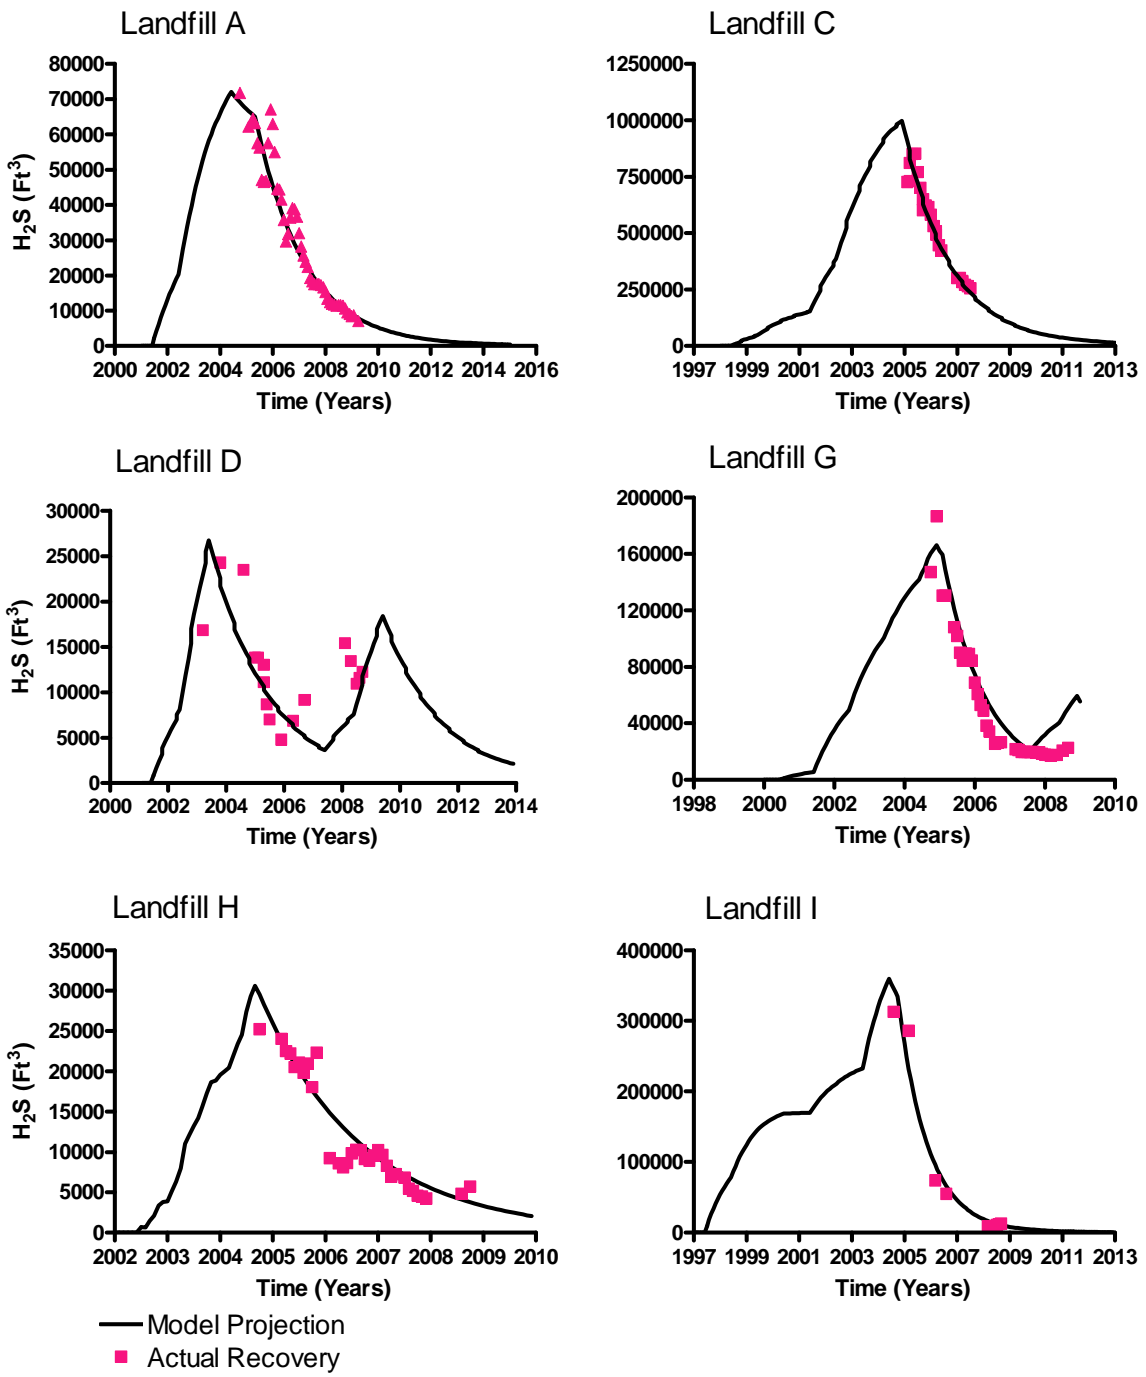 Landfill A
80000
70000
60000
50000
40000
30000
20000
10000
0
H₂S (Ft³)
2000 2002 2004 2006 2008 2010 2012 2014 2016
Time (Years)
Landfill C
1250000
1000000
750000
500000
250000
0
1997 1999 2001 2003 2005 2007 2009 2011 2013
Time (Years)
Landfill D
30000
25000
20000
15000
10000
5000
0
H₂S (Ft³)
2000 2002 2004 2006 2008 2010 2012 2014
Time (Years)
Landfill G
200000
160000
120000
80000
40000
0
1998 2000 2002 2004 2006 2008 2010
Time (Years)
Landfill H
35000
30000
25000
20000
15000
10000
5000
0
H₂S (Ft³)
2002 2003 2004 2005 2006 2007 2008 2009 2010
Time (Years)
Landfill I
400000
300000
200000
100000
0
1997 1999 2001 2003 2005 2007 2009 2011 2013
Time (Years)
Model Projection
Actual Recovery